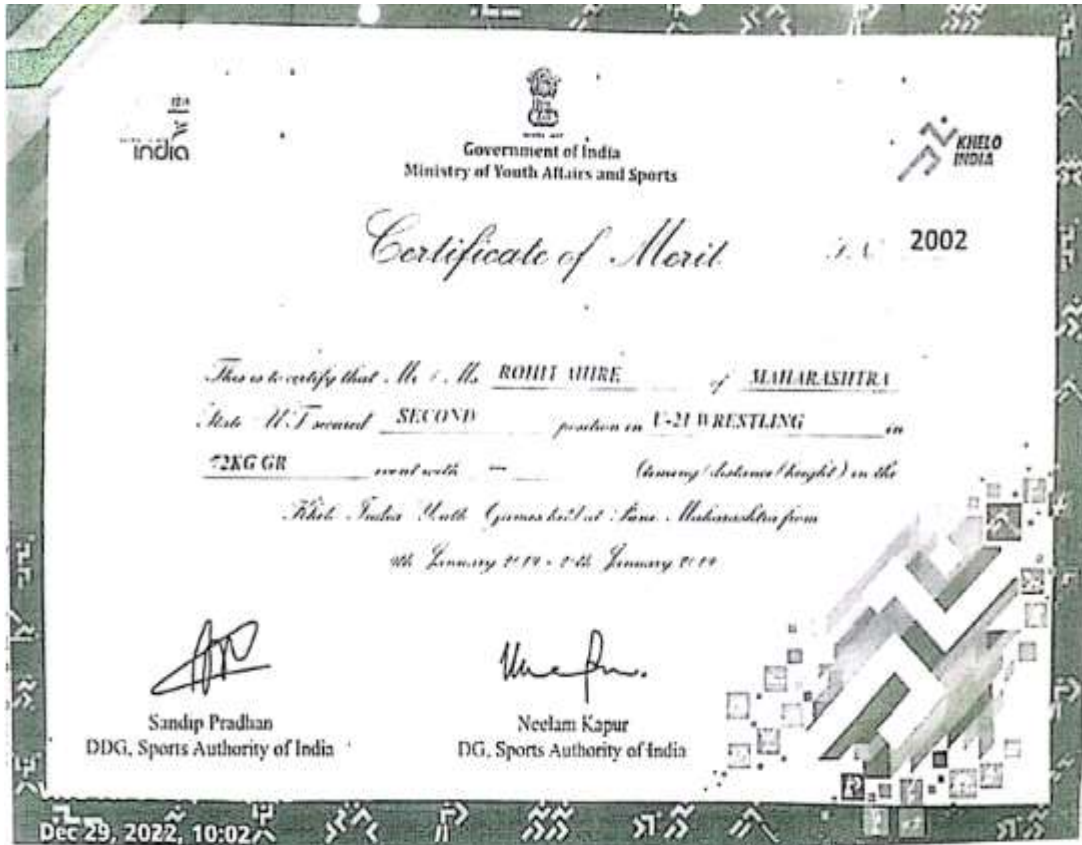 india
KHELO
INDIA
Government of India
Ministry of Youth Affairs and Sports
Certificate of Merit
2002
This is to certify that Mr / Ms ROHIT AHIRE of MAHARASHTRA
State U.T secured SECOND position in U-21 WRESTLING in
72KG GR event with --- (timing/distance/height) in the
Khelo India Youth Games held at Pune Maharashtra from
9th January 2019 - 20th January 2019
Sandip Pradhan
DDG, Sports Authority of India
Neelam Kapur
DG, Sports Authority of India
Dec 29, 2022, 10:02